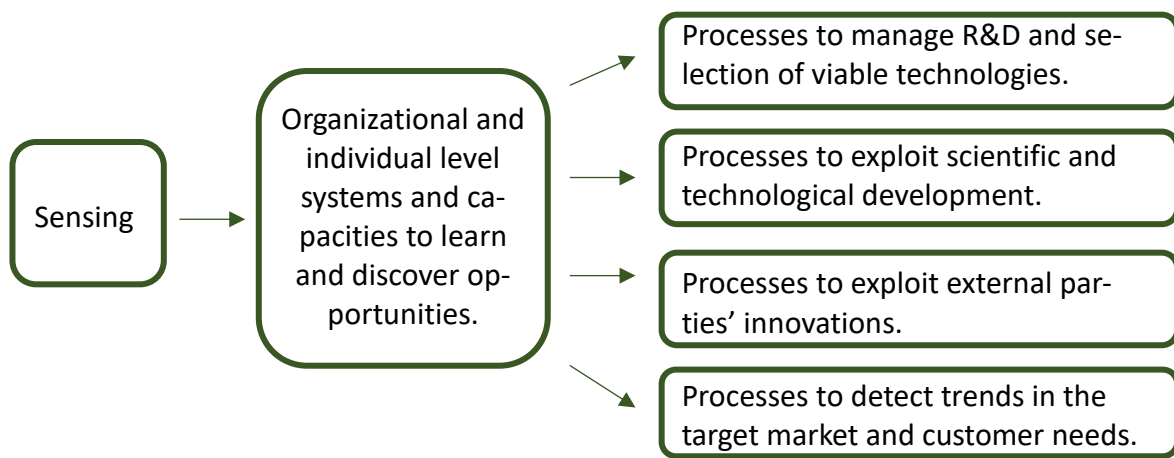 Sensing
Organizational and
individual level
systems and ca-
pacities to learn
and discover op-
portunities.
Processes to manage R&D and se-
lection of viable technologies.
Processes to exploit scientific and
technological development.
Processes to exploit external par-
ties’ innovations.
Processes to detect trends in the
target market and customer needs.